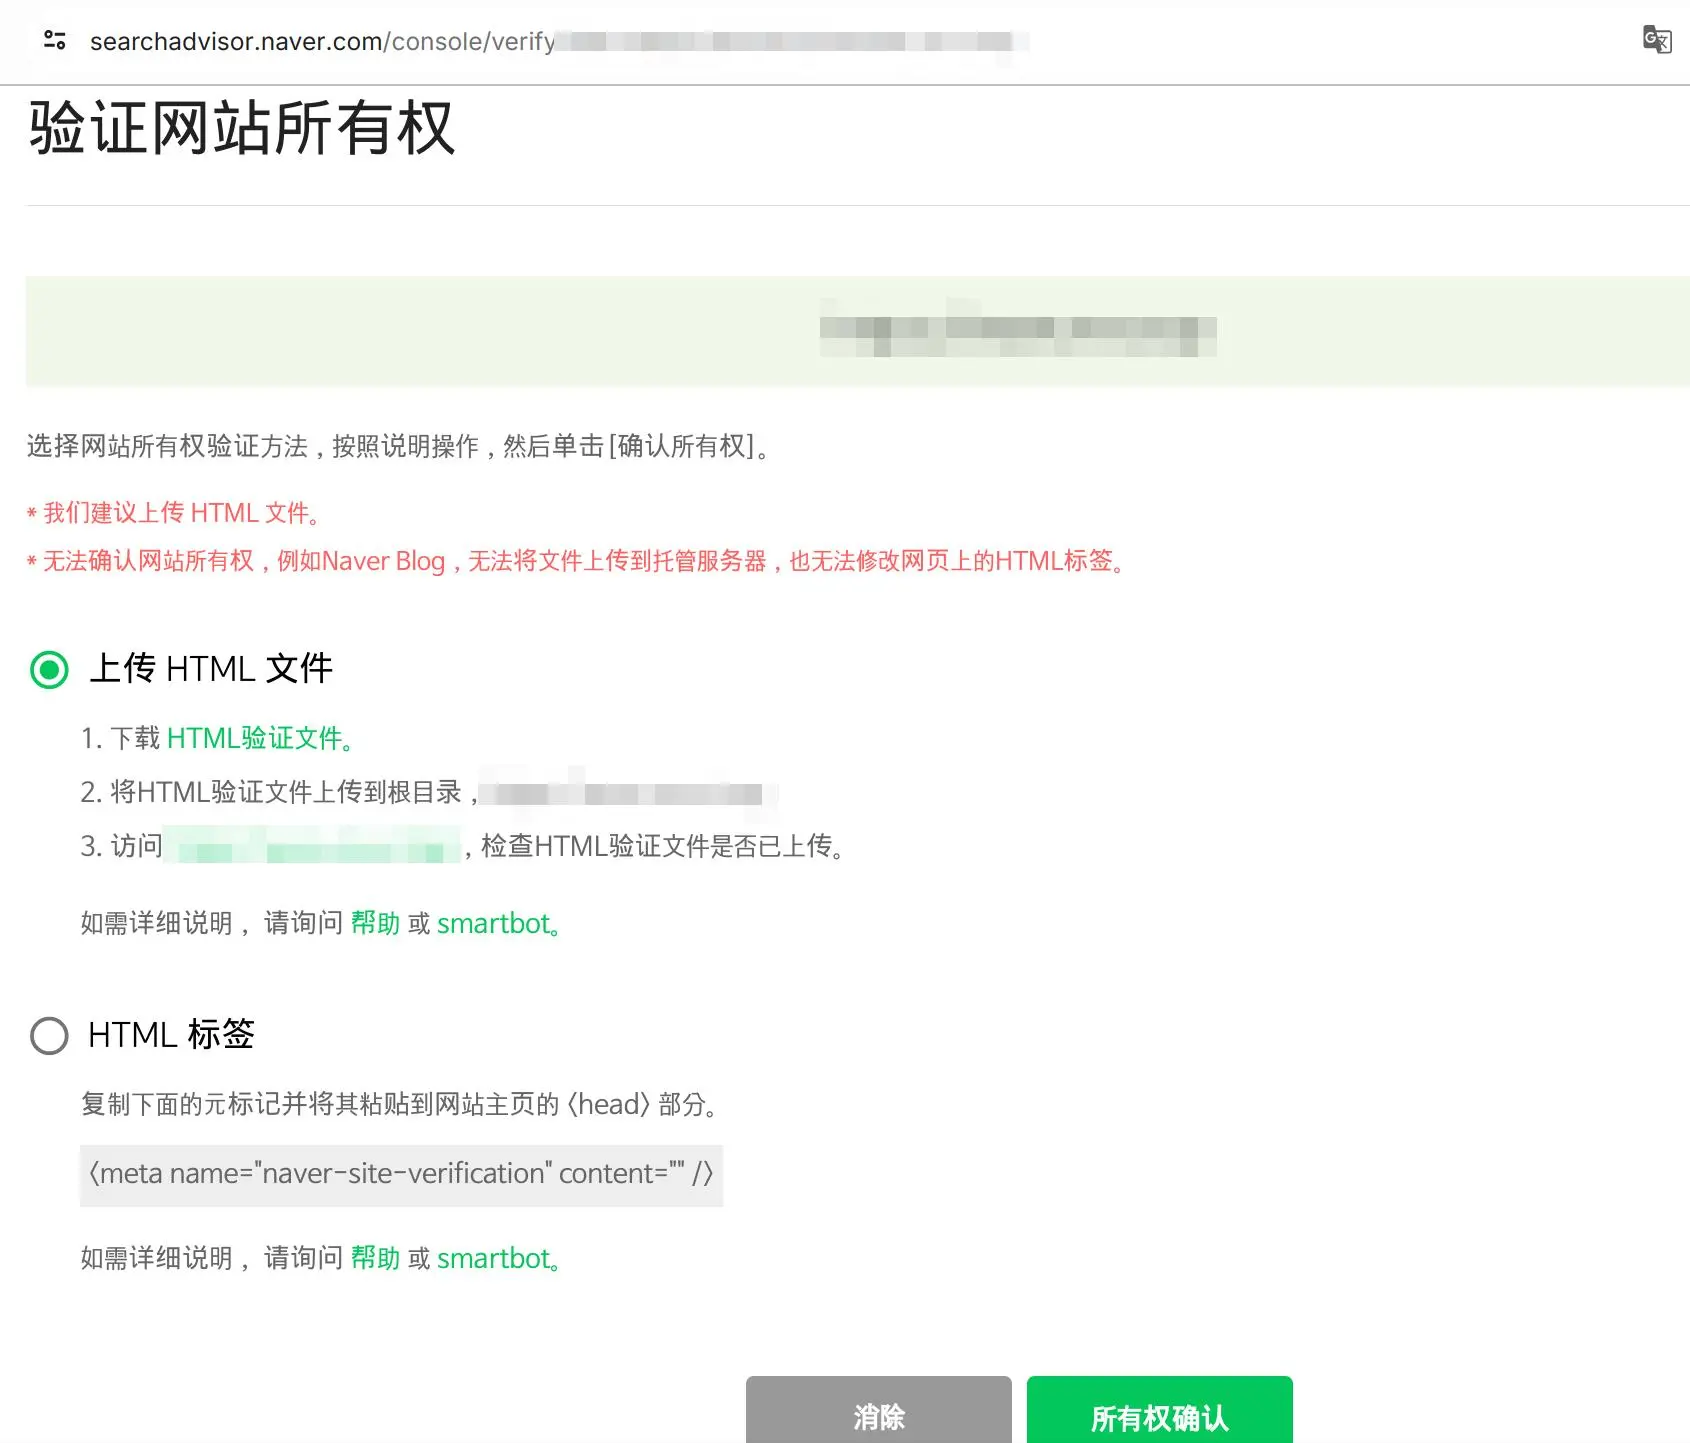 searchadvisor.naver.com/console/verify
验证网站所有权
选择网站所有权验证方法，按照说明操作，然后单击[确认所有权]。
* 我们建议上传 HTML 文件。
* 无法确认网站所有权，例如Naver Blog，无法将文件上传到托管服务器，也无法修改网页上的HTML标签。
上传 HTML 文件
1. 下载 HTML验证文件。
2. 将HTML验证文件上传到根目录，
3. 访问 ，检查HTML验证文件是否已上传。
如需详细说明，请询问 帮助 或 smartbot。
HTML 标签
复制下面的元标记并将其粘贴到网站主页的〈head〉部分。
〈meta name="naver-site-verification" content="" /〉
如需详细说明，请询问 帮助 或 smartbot。
消除
所有权确认